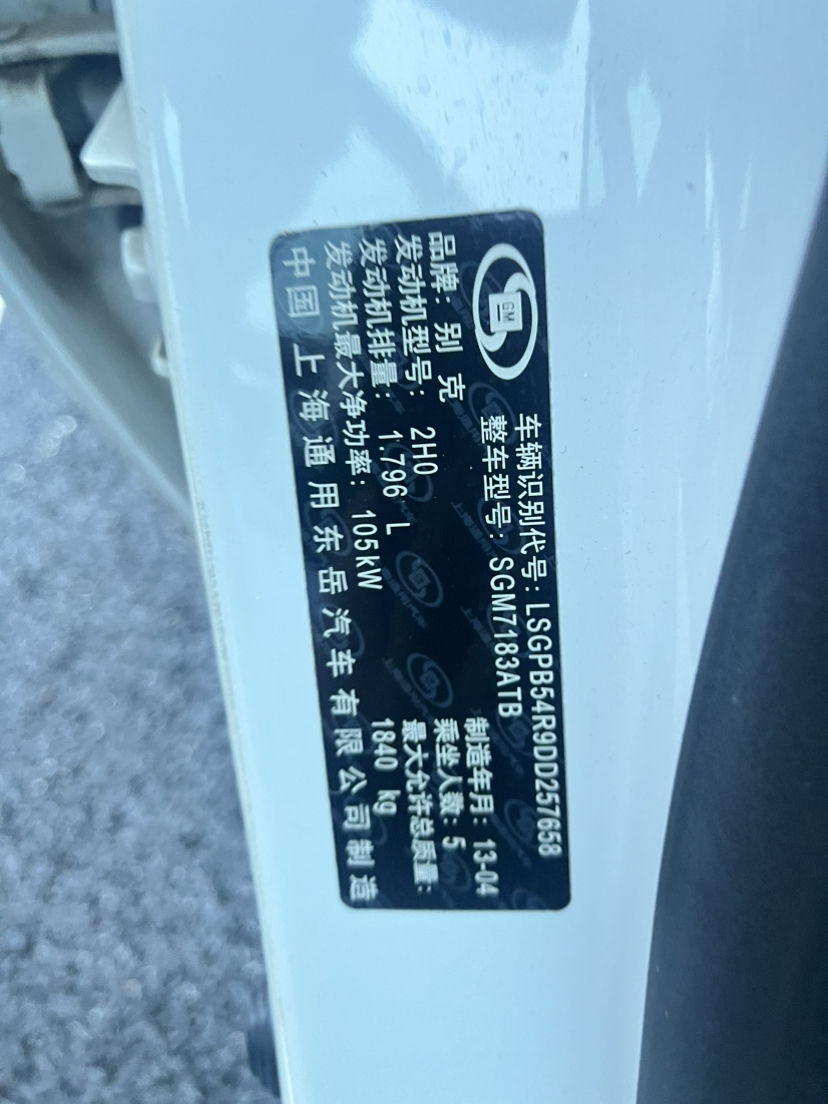 GM
车辆识别代号: LSGPB54R9DD257658
整车型号: SGM7183ATB
品牌: 别克
制造年月: 13-04
发动机型号: 2H0
乘坐人数: 5
发动机排量: 1.796 L
最大允许总质量:
发动机最大净功率: 105kW
1840 kg
中国 上海通用东岳汽车有限公司制造